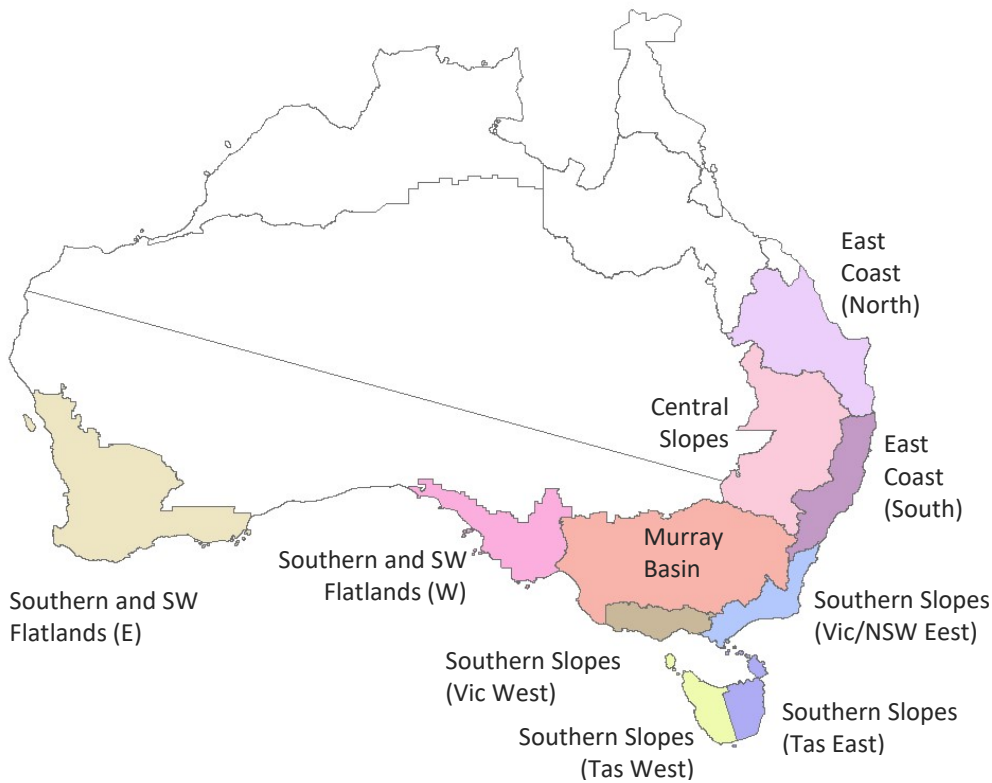 East
Coast
(North)
Central
Slopes
East
Coast
(South)
Murray
Basin
Southern and SW
Flatlands (W)
Southern and SW
Flatlands (E)
Southern Slopes
(Vic/NSW Eest)
Southern Slopes
(Vic West)
Southern Slopes
(Tas East)
Southern Slopes
(Tas West)